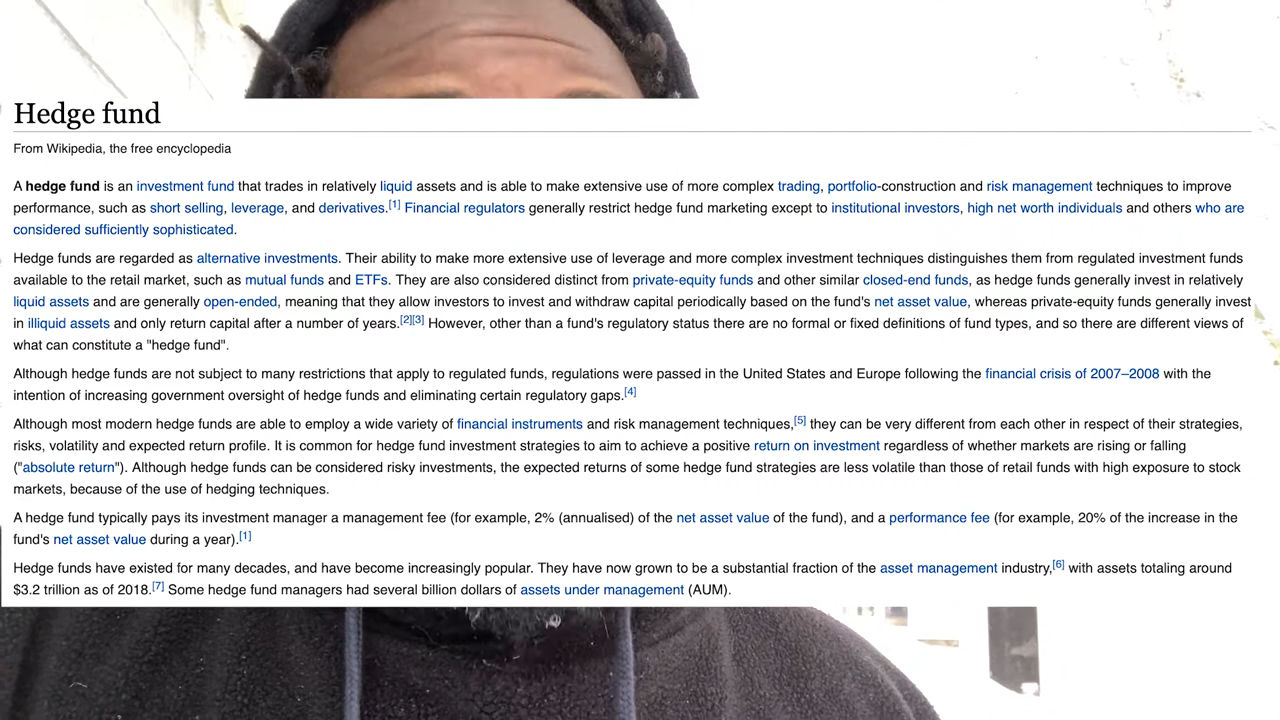 Hedge fund
From Wikipedia, the free encyclopedia
A hedge fund is an investment fund that trades in relatively liquid assets and is able to make extensive use of more complex trading, portfolio-construction and risk management techniques to improve
performance, such as short selling, leverage, and derivatives.[1] Financial regulators generally restrict hedge fund marketing except to institutional investors, high net worth individuals and others who are
considered sufficiently sophisticated.
Hedge funds are regarded as alternative investments. Their ability to make more extensive use of leverage and more complex investment techniques distinguishes them from regulated investment funds
available to the retail market, such as mutual funds and ETFs. They are also considered distinct from private-equity funds and other similar closed-end funds, as hedge funds generally invest in relatively
liquid assets and are generally open-ended, meaning that they allow investors to invest and withdraw capital periodically based on the fund's net asset value, whereas private-equity funds generally invest
in illiquid assets and only return capital after a number of years.[2][3] However, other than a fund's regulatory status there are no formal or fixed definitions of fund types, and so there are different views of
what can constitute a "hedge fund".
Although hedge funds are not subject to many restrictions that apply to regulated funds, regulations were passed in the United States and Europe following the financial crisis of 2007–2008 with the
intention of increasing government oversight of hedge funds and eliminating certain regulatory gaps.[4]
Although most modern hedge funds are able to employ a wide variety of financial instruments and risk management techniques,[5] they can be very different from each other in respect of their strategies,
risks, volatility and expected return profile. It is common for hedge fund investment strategies to aim to achieve a positive return on investment regardless of whether markets are rising or falling
("absolute return"). Although hedge funds can be considered risky investments, the expected returns of some hedge fund strategies are less volatile than those of retail funds with high exposure to stock
markets, because of the use of hedging techniques.
A hedge fund typically pays its investment manager a management fee (for example, 2% (annualised) of the net asset value of the fund), and a performance fee (for example, 20% of the increase in the
fund's net asset value during a year).[1]
Hedge funds have existed for many decades, and have become increasingly popular. They have now grown to be a substantial fraction of the asset management industry,[6] with assets totaling around
$3.2 trillion as of 2018.[7] Some hedge fund managers had several billion dollars of assets under management (AUM).